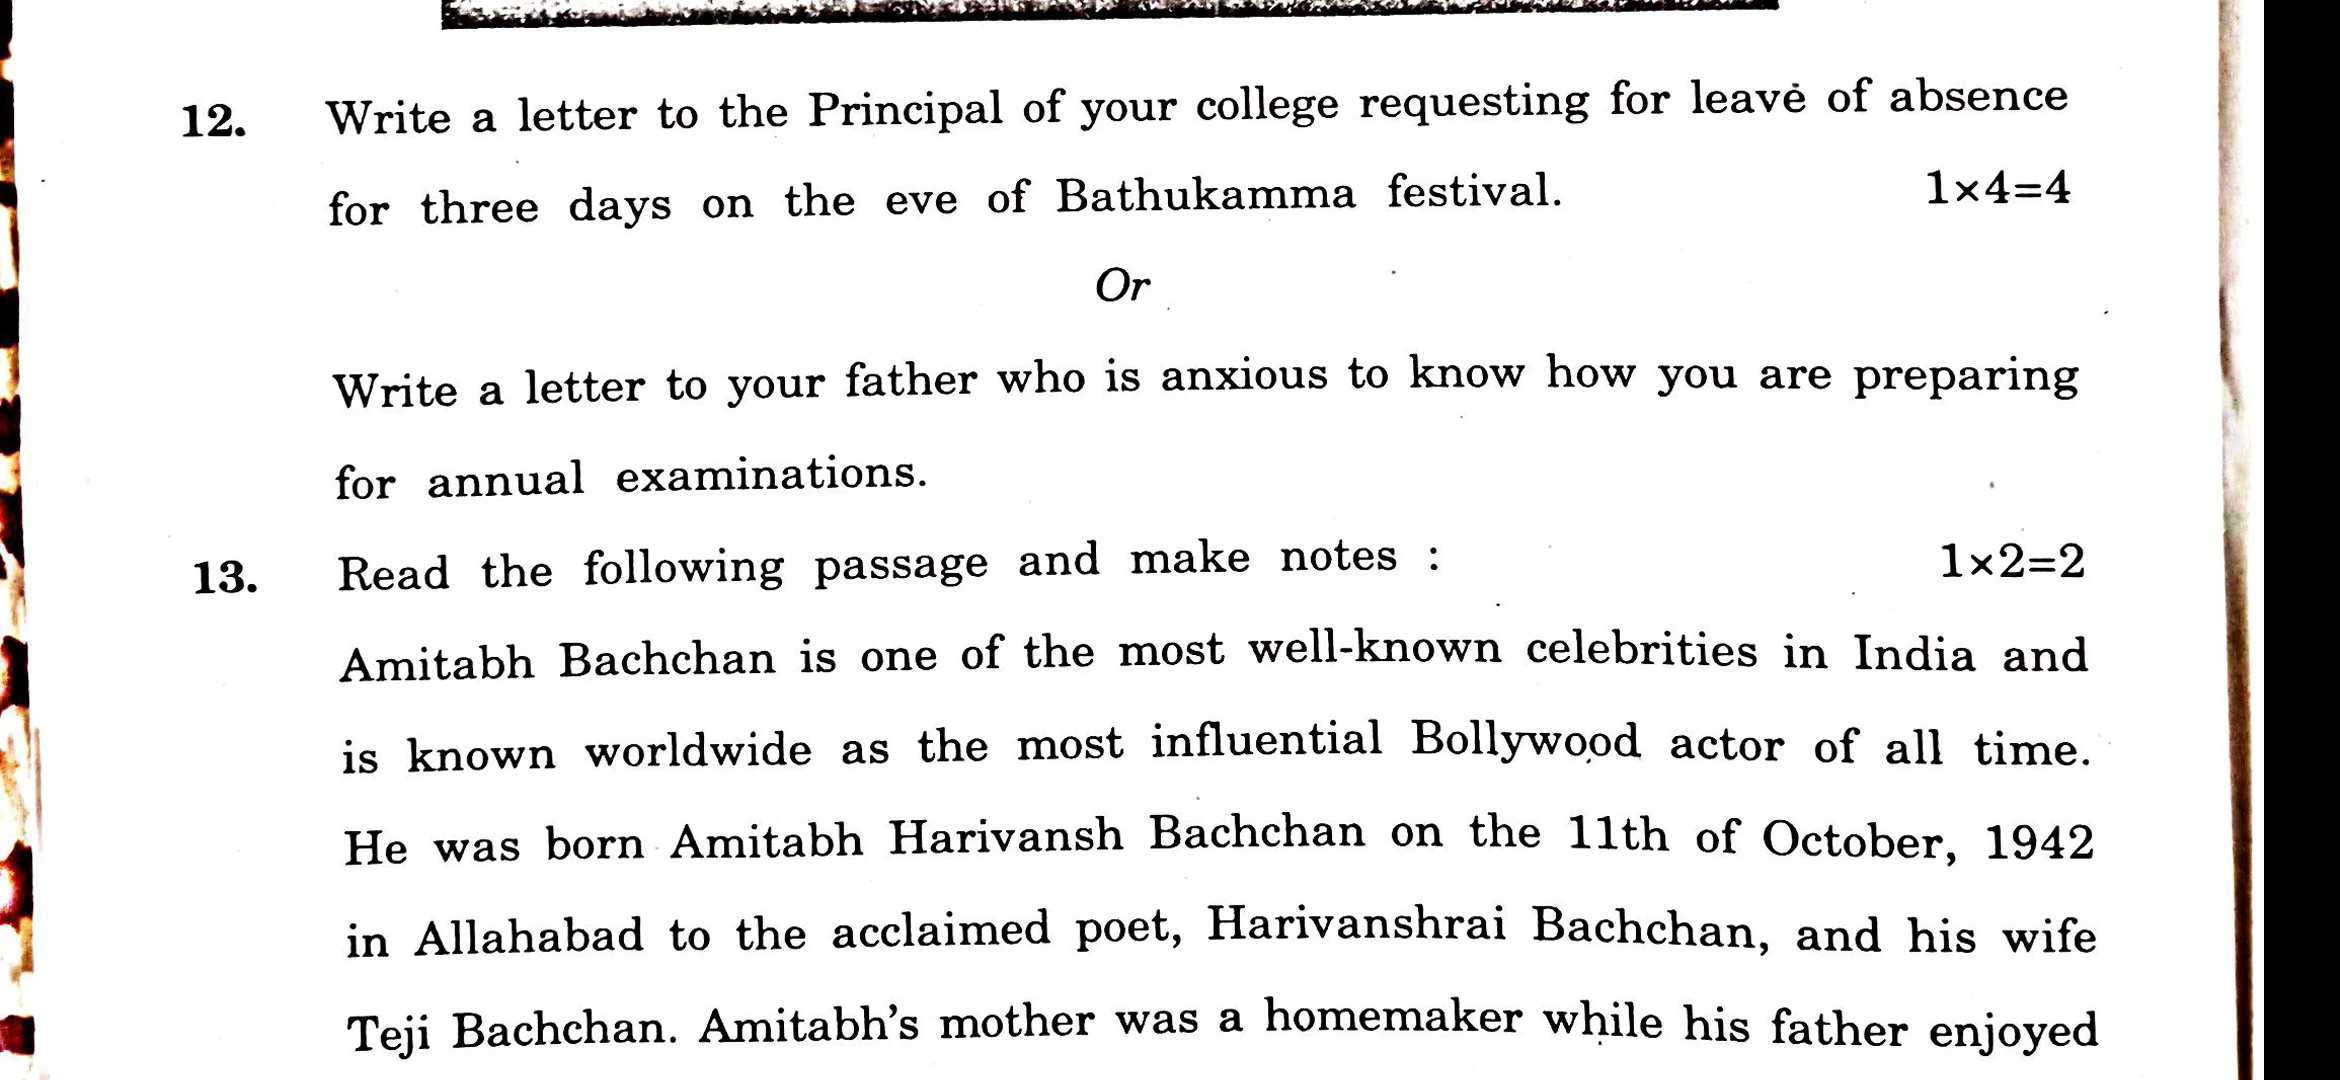 12. Write a letter to the Principal of your college requesting for leave of absence
for three days on the eve of Bathukamma festival. 1×4=4
Or
Write a letter to your father who is anxious to know how you are preparing
for annual examinations.
13. Read the following passage and make notes : 1×2=2
Amitabh Bachchan is one of the most well-known celebrities in India and
is known worldwide as the most influential Bollywood actor of all time.
He was born Amitabh Harivansh Bachchan on the 11th of October, 1942
in Allahabad to the acclaimed poet, Harivanshrai Bachchan, and his wife
Teji Bachchan. Amitabh's mother was a homemaker while his father enjoyed